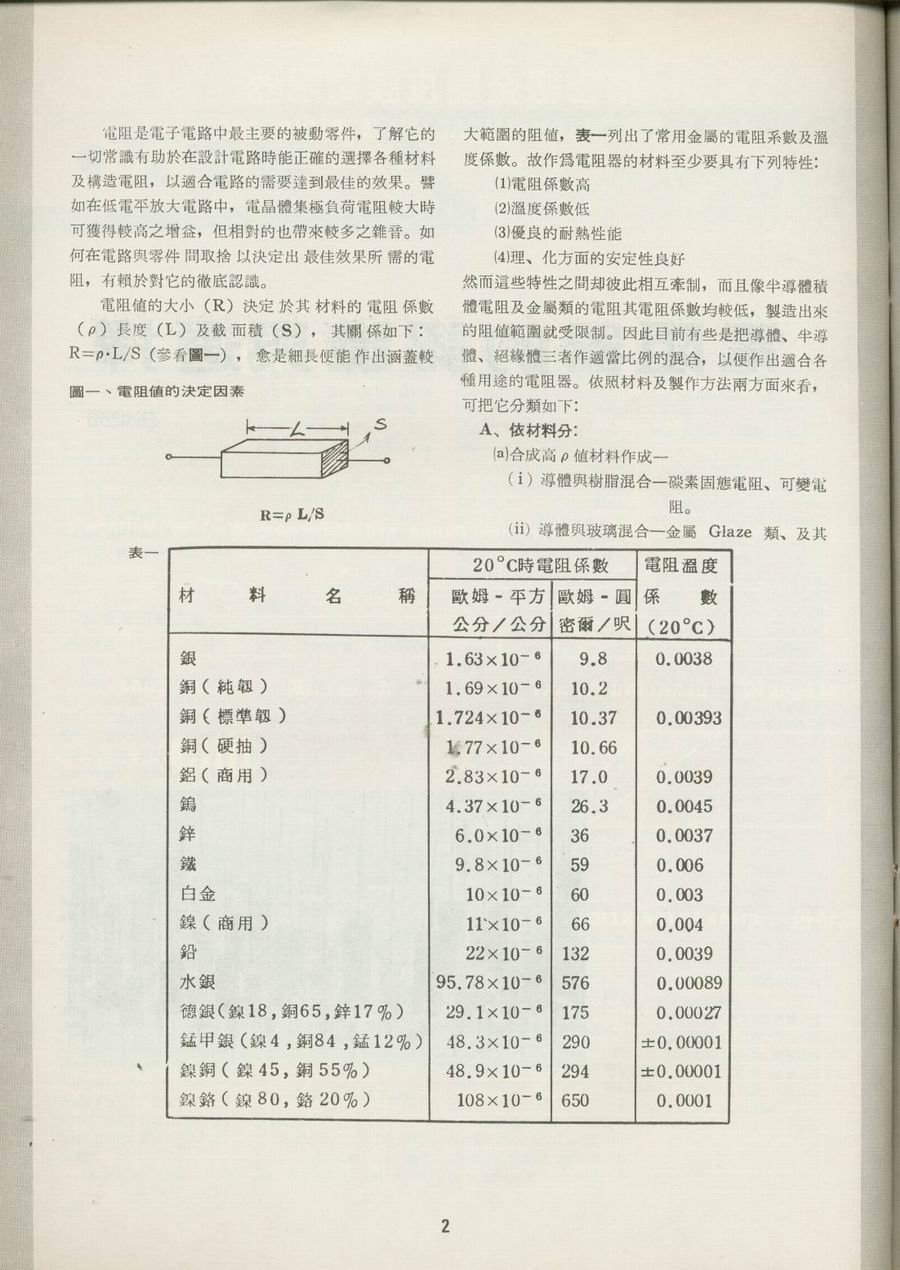 電阻是電子電路中最主要的被動零件，了解它的
一切常識有助於在設計電路時能正確的選擇各種材料
及構造電阻，以適合電路的需要達到最佳的效果。譬
如在低電平放大電路中，電晶體集極負荷電阻較大時
可獲得較高之增益，但相對的也帶來較多之雜音。如
何在電路與零件間取捨以決定出最佳效果所需的電
阻，有賴於對它的徹底認識。
電阻値的大小（R）決定於其材料的電阻係數
（ρ）長度（L）及截面積（S），其關係如下：
R=ρ·L/S（參看圖一），愈是細長便能作出涵蓋較
圖一、電阻値的決定因素
L
S
R=ρ L/S
大範圍的阻値，表一列出了常用金屬的電阻系數及溫
度係數。故作爲電阻器的材料至少要具有下列特性：
⑴電阻係數高
⑵溫度係數低
⑶優良的耐熱性能
⑷理、化方面的安定性良好
然而這些特性之間却彼此相互牽制，而且像半導體積
體電阻及金屬類的電阻其電阻係數均較低，製造出來
的阻値範圍就受限制。因此目前有些是把導體、半導
體、絕緣體三者作適當比例的混合，以便作出適合各
種用途的電阻器。依照材料及製作方法兩方面來看，
可把它分類如下：
A、依材料分：
⒜合成高ρ値材料作成—
（i）導體與樹脂混合—碳素固態電阻、可變電
阻。
（ii）導體與玻璃混合—金屬 Glaze 類、及其
表一
材料名稱 20°C時電阻係數 電阻溫度
歐姆-平方 歐姆-圓 係數
公分／公分 密爾／呎 (20°C)
銀 1.63×10⁻⁶ 9.8 0.0038
銅（純靱） 1.69×10⁻⁶ 10.2
銅（標準靱） 1.724×10⁻⁶ 10.37 0.00393
銅（硬抽） 1.77×10⁻⁶ 10.66
鋁（商用） 2.83×10⁻⁶ 17.0 0.0039
鎢 4.37×10⁻⁶ 26.3 0.0045
鋅 6.0×10⁻⁶ 36 0.0037
鐵 9.8×10⁻⁶ 59 0.006
白金 10×10⁻⁶ 60 0.003
鎳（商用） 11×10⁻⁶ 66 0.004
鉛 22×10⁻⁶ 132 0.0039
水銀 95.78×10⁻⁶ 576 0.00089
德銀(鎳18,銅65,鋅17%) 29.1×10⁻⁶ 175 0.00027
錳甲銀(鎳4,銅84,錳12%) 48.3×10⁻⁶ 290 ±0.00001
鎳銅(鎳45,銅55%) 48.9×10⁻⁶ 294 ±0.00001
鎳鉻(鎳80,鉻20%) 108×10⁻⁶ 650 0.0001
2